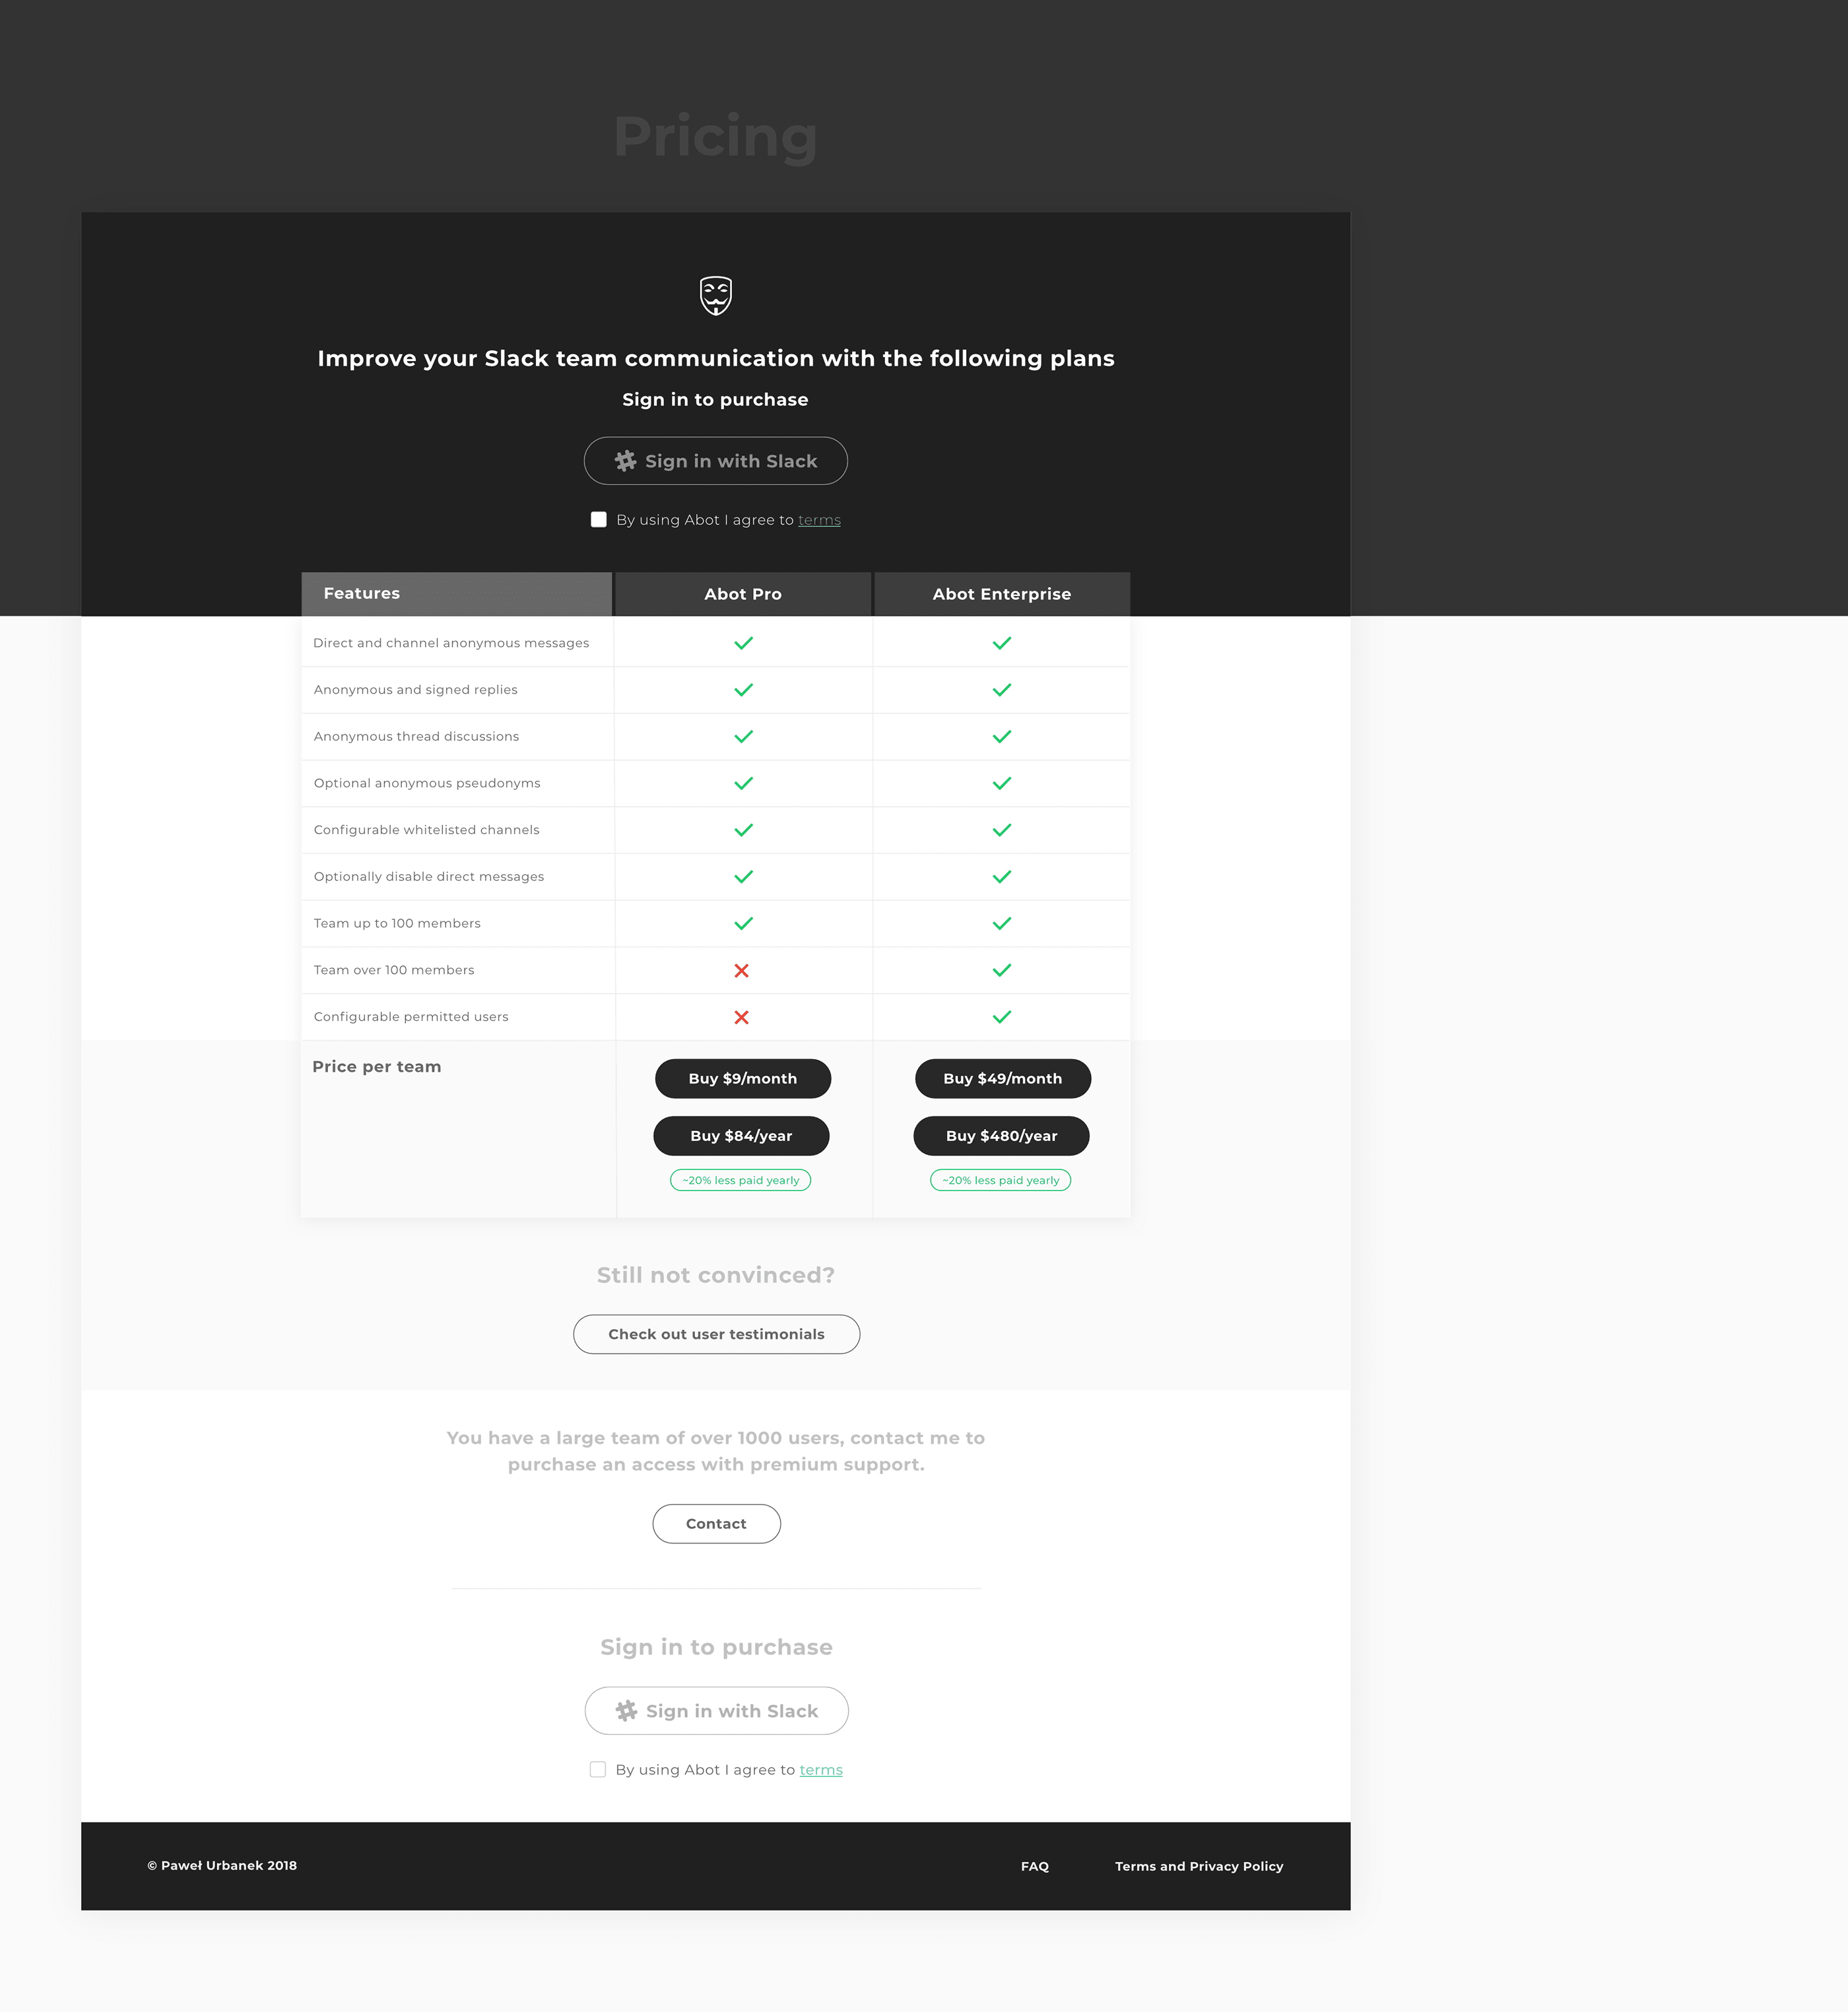 Pricing
Improve your Slack team communication with the following plans
Sign in to purchase
Sign in with Slack
By using Abot I agree to terms
Features Abot Pro Abot Enterprise
Direct and channel anonymous messages
Anonymous and signed replies
Anonymous thread discussions
Optional anonymous pseudonyms
Configurable whitelisted channels
Optionally disable direct messages
Team up to 100 members
Team over 100 members
Configurable permitted users
Price per team
Buy $9/month Buy $49/month
Buy $84/year Buy $480/year
~20% less paid yearly ~20% less paid yearly
Still not convinced?
Check out user testimonials
You have a large team of over 1000 users, contact me to
purchase an access with premium support.
Contact
Sign in to purchase
Sign in with Slack
By using Abot I agree to terms
© Paweł Urbanek 2018 FAQ Terms and Privacy Policy